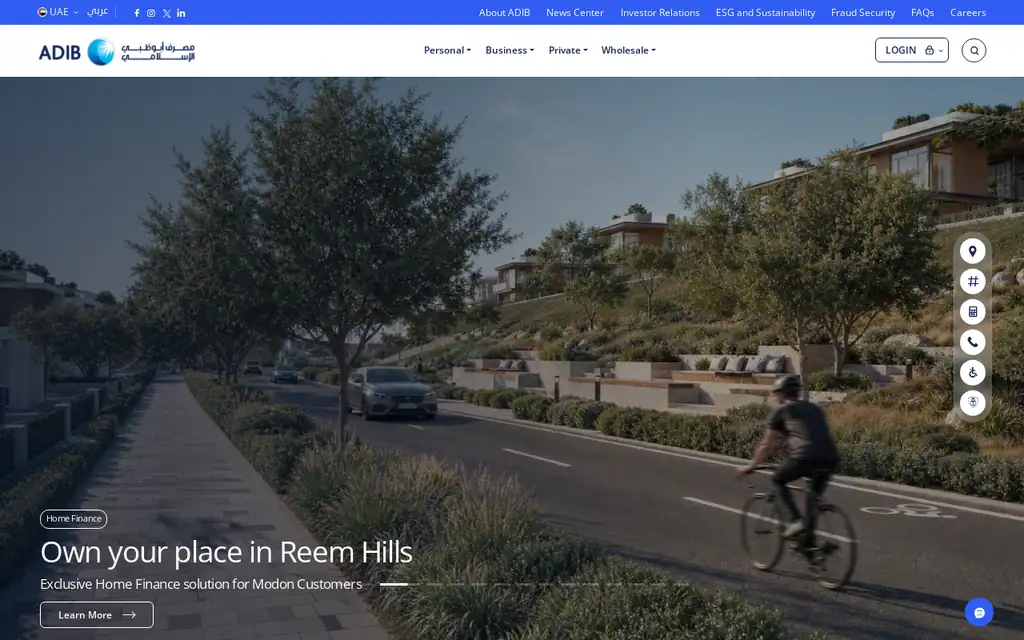 UAE
عربي
About ADIB
News Center
Investor Relations
ESG and Sustainability
Fraud Security
FAQs
Careers
ADIB
مصرف أبوظبي
الإسلامي
Personal
Business
Private
Wholesale
LOGIN
Home Finance
Own your place in Reem Hills
Exclusive Home Finance solution for Modon Customers
Learn More